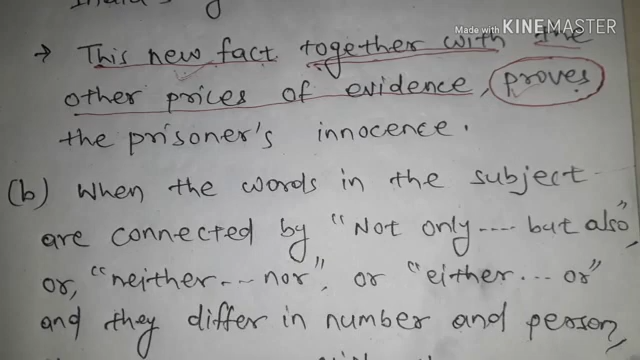 India's
Made with KINEMASTER
→ This new fact together with the
other prices of evidence, proves
the prisoner's innocence.
(b) When the words in the subject
are connected by "Not only .... but also",
or, "neither ... nor", or "either ... or"
and they differ in number and person,